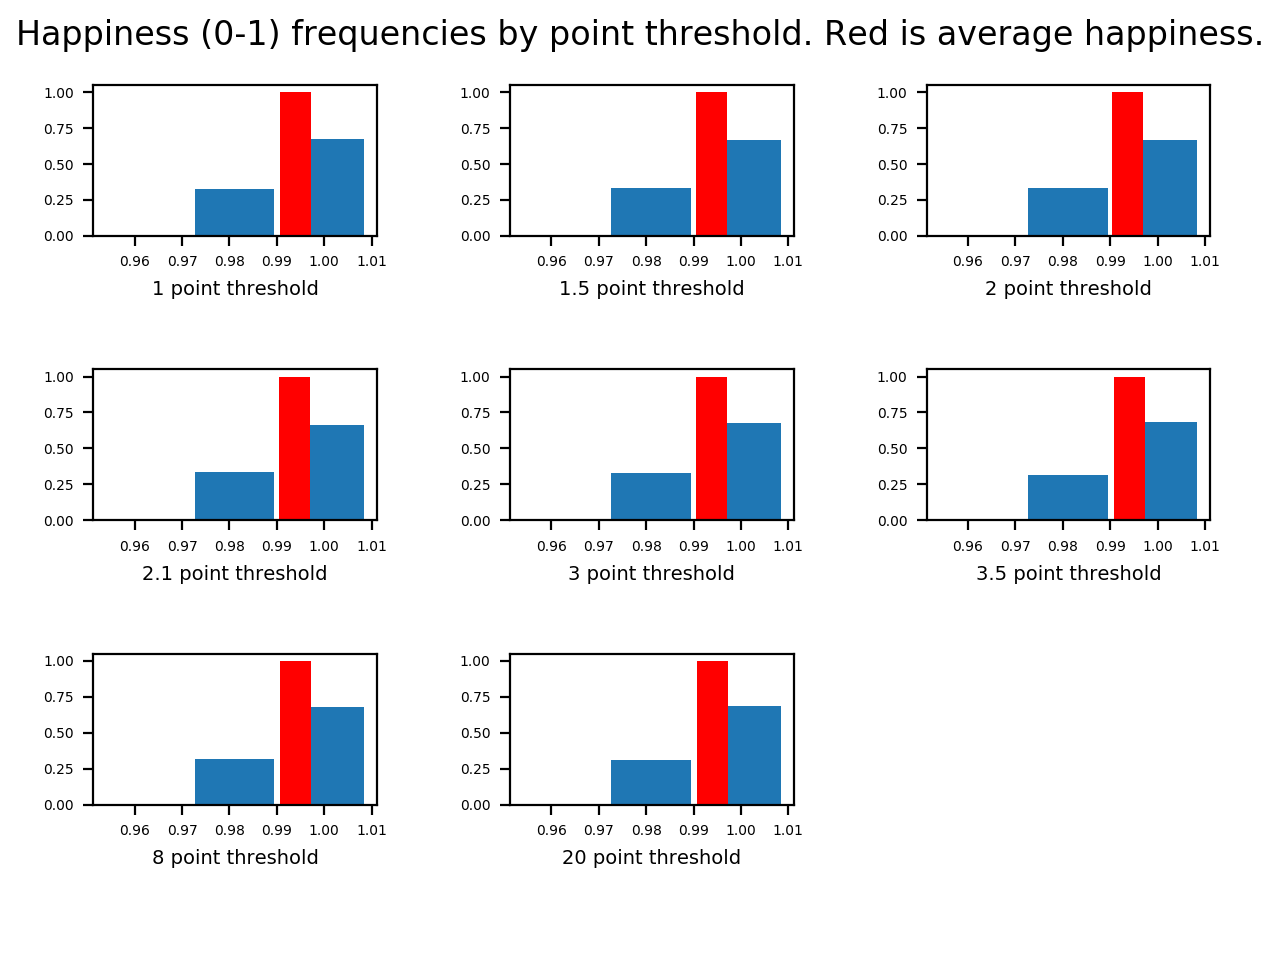 Happiness (0-1) frequencies by point threshold. Red is average happiness.
1.00 0.75 0.50 0.25 0.00
0.96 0.97 0.98 0.99 1.00 1.01
1 point threshold
1.00 0.75 0.50 0.25 0.00
0.96 0.97 0.98 0.99 1.00 1.01
1.5 point threshold
1.00 0.75 0.50 0.25 0.00
0.96 0.97 0.98 0.99 1.00 1.01
2 point threshold
1.00 0.75 0.50 0.25 0.00
0.96 0.97 0.98 0.99 1.00 1.01
2.1 point threshold
1.00 0.75 0.50 0.25 0.00
0.96 0.97 0.98 0.99 1.00 1.01
3 point threshold
1.00 0.75 0.50 0.25 0.00
0.96 0.97 0.98 0.99 1.00 1.01
3.5 point threshold
1.00 0.75 0.50 0.25 0.00
0.96 0.97 0.98 0.99 1.00 1.01
8 point threshold
1.00 0.75 0.50 0.25 0.00
0.96 0.97 0.98 0.99 1.00 1.01
20 point threshold